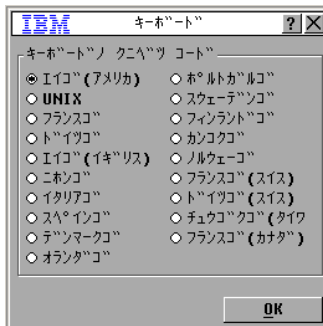 IBM
キーボード
? X
キーボードノ クニベツ コード
エイゴ(アメリカ)
UNIX
フランスゴ
ドイツゴ
エイゴ(イギリス)
ニホンゴ
イタリアゴ
スペインゴ
デンマークゴ
オランダゴ
ポルトガルゴ
スウェーデンゴ
フィンランドゴ
カンコクゴ
ノルウェーゴ
フランスゴ(スイス)
ドイツゴ(スイス)
チュウゴクゴ(タイワ
フランスゴ(カナダ)
OK